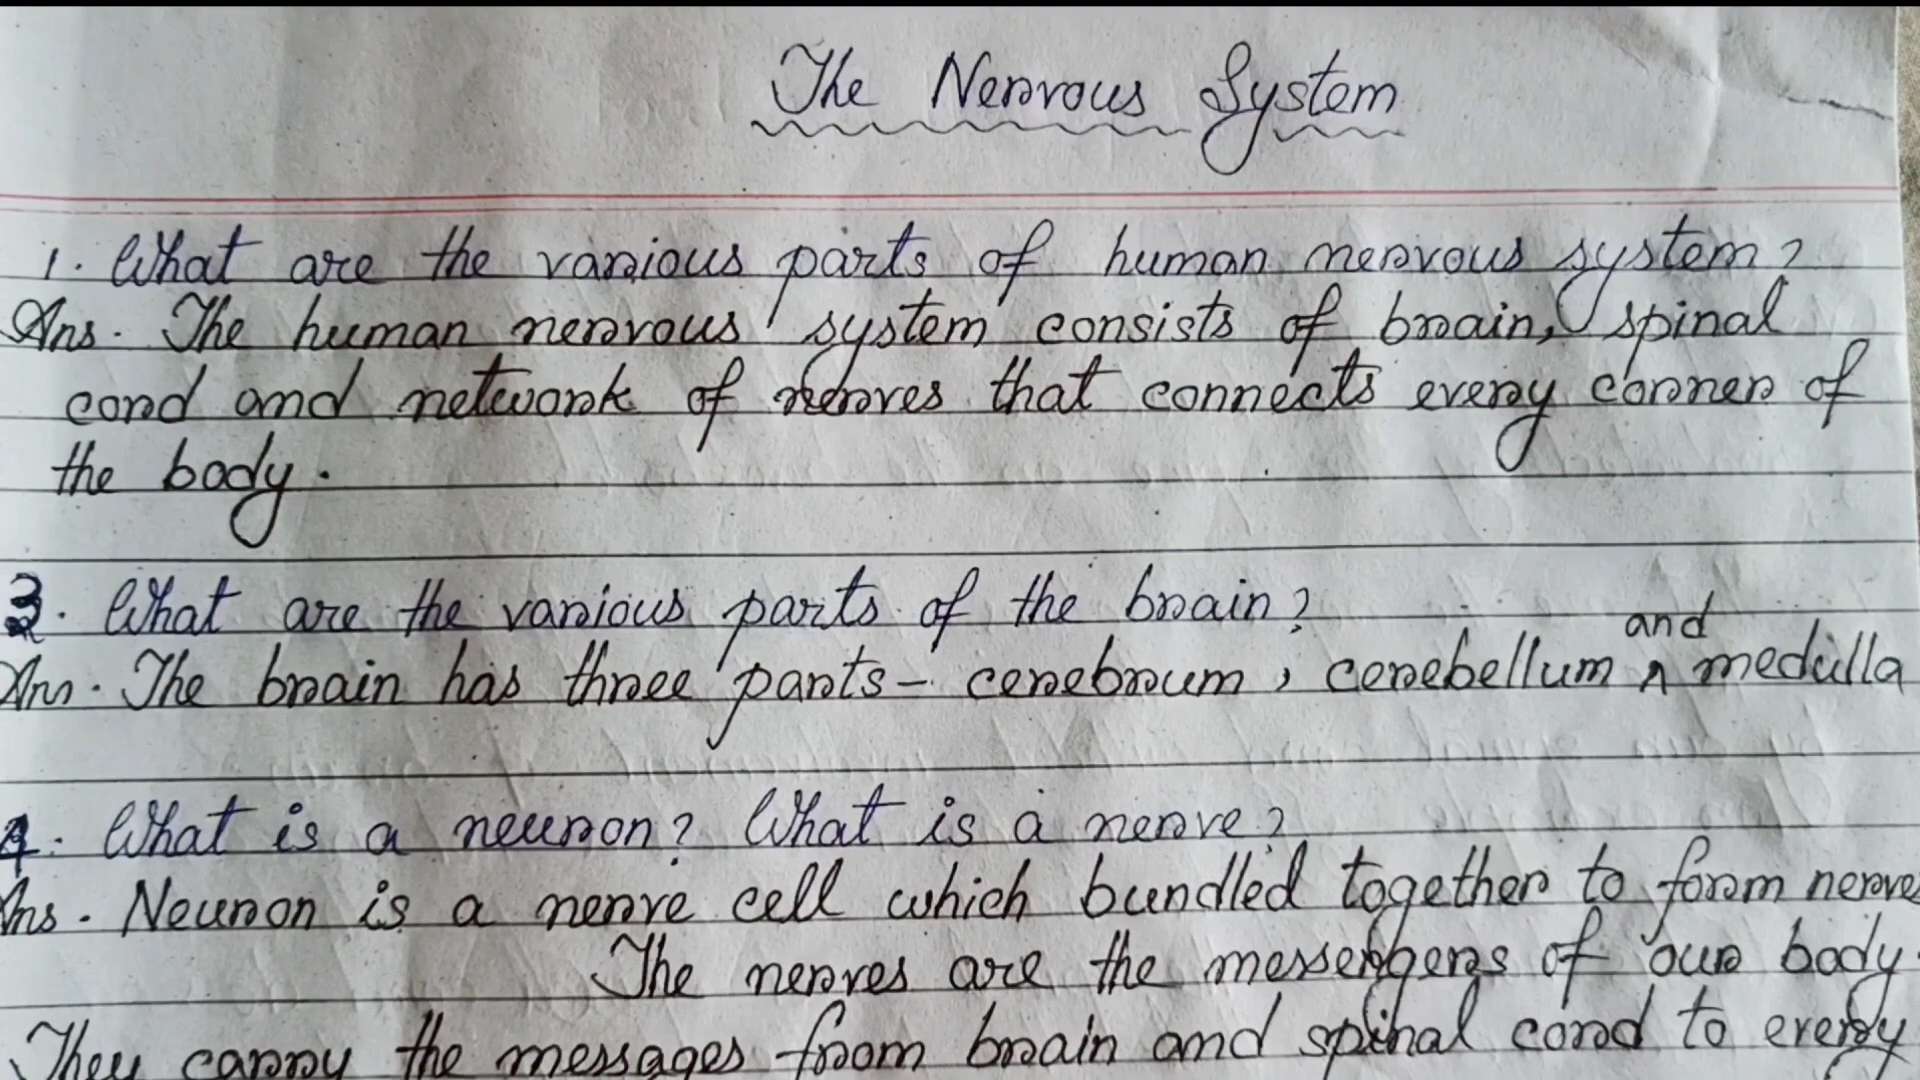 The Nervous System
1. What are the various parts of human nervous system?
Ans. The human nervous system consists of brain, spinal
cord and network of nerves that connects every corner of
the body.
3. What are the various parts of the brain?
and
Ans. The brain has three parts - cerebrum, cerebellum ^ medulla
4. What is a neuron? What is a nerve?
Ans. Neuron is a nerve cell which bundled together to form nerve
The nerves are the messengers of our body.
They carry the messages from brain and spinal cord to every